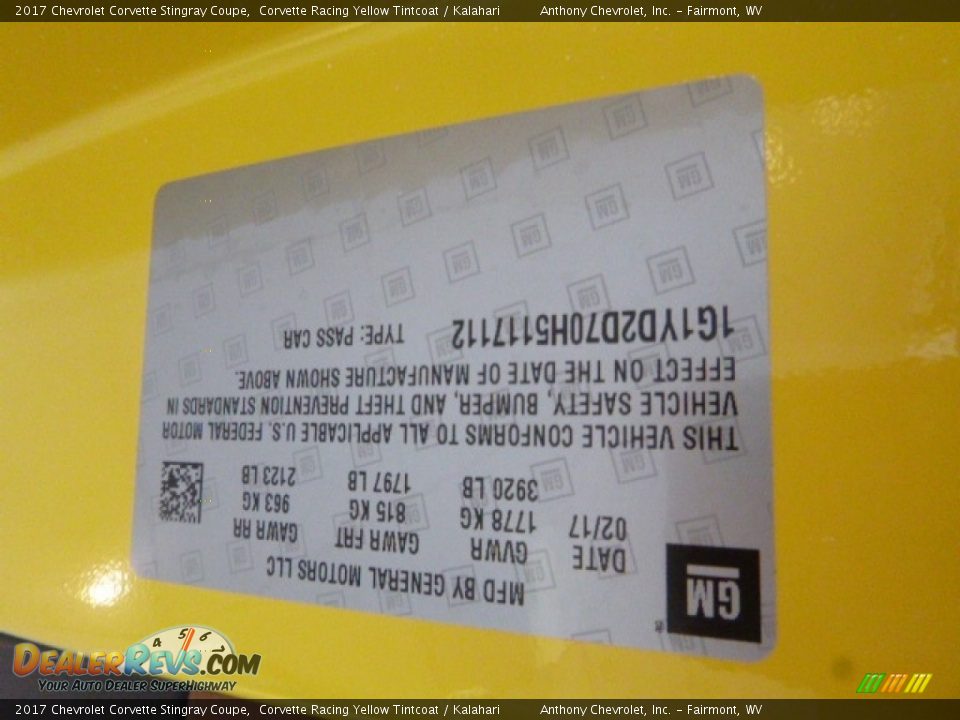 2017 Chevrolet Corvette Stingray Coupe, Corvette Racing Yellow Tintcoat / Kalahari Anthony Chevrolet, Inc. - Fairmont, WV
GM
MFD BY GENERAL MOTORS LLC
DATE GVWR GAWR FRT GAWR RR
02/17 1778 KG 815 KG 963 KG
3920 LB 1797 LB 2123 LB
THIS VEHICLE CONFORMS TO ALL APPLICABLE U.S. FEDERAL MOTOR
VEHICLE SAFETY, BUMPER, AND THEFT PREVENTION STANDARDS IN
EFFECT ON THE DATE OF MANUFACTURE SHOWN ABOVE.
1G1YD2D70H5117112 TYPE: PASS CAR
4 5 6
DEALERREVS.COM
YOUR AUTO DEALER SUPERHIGHWAY
2017 Chevrolet Corvette Stingray Coupe, Corvette Racing Yellow Tintcoat / Kalahari Anthony Chevrolet, Inc. - Fairmont, WV